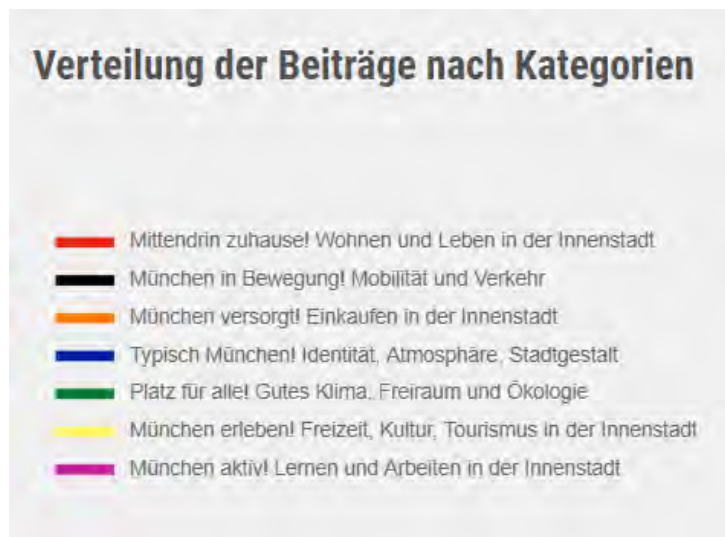 Verteilung der Beiträge nach Kategorien
Mittendrin zuhause! Wohnen und Leben in der Innenstadt
München in Bewegung! Mobilität und Verkehr
München versorgt! Einkaufen in der Innenstadt
Typisch München! Identität, Atmosphäre, Stadtgestalt
Platz für alle! Gutes Klima, Freiraum und Ökologie
München erleben! Freizeit, Kultur, Tourismus in der Innenstadt
München aktiv! Lernen und Arbeiten in der Innenstadt